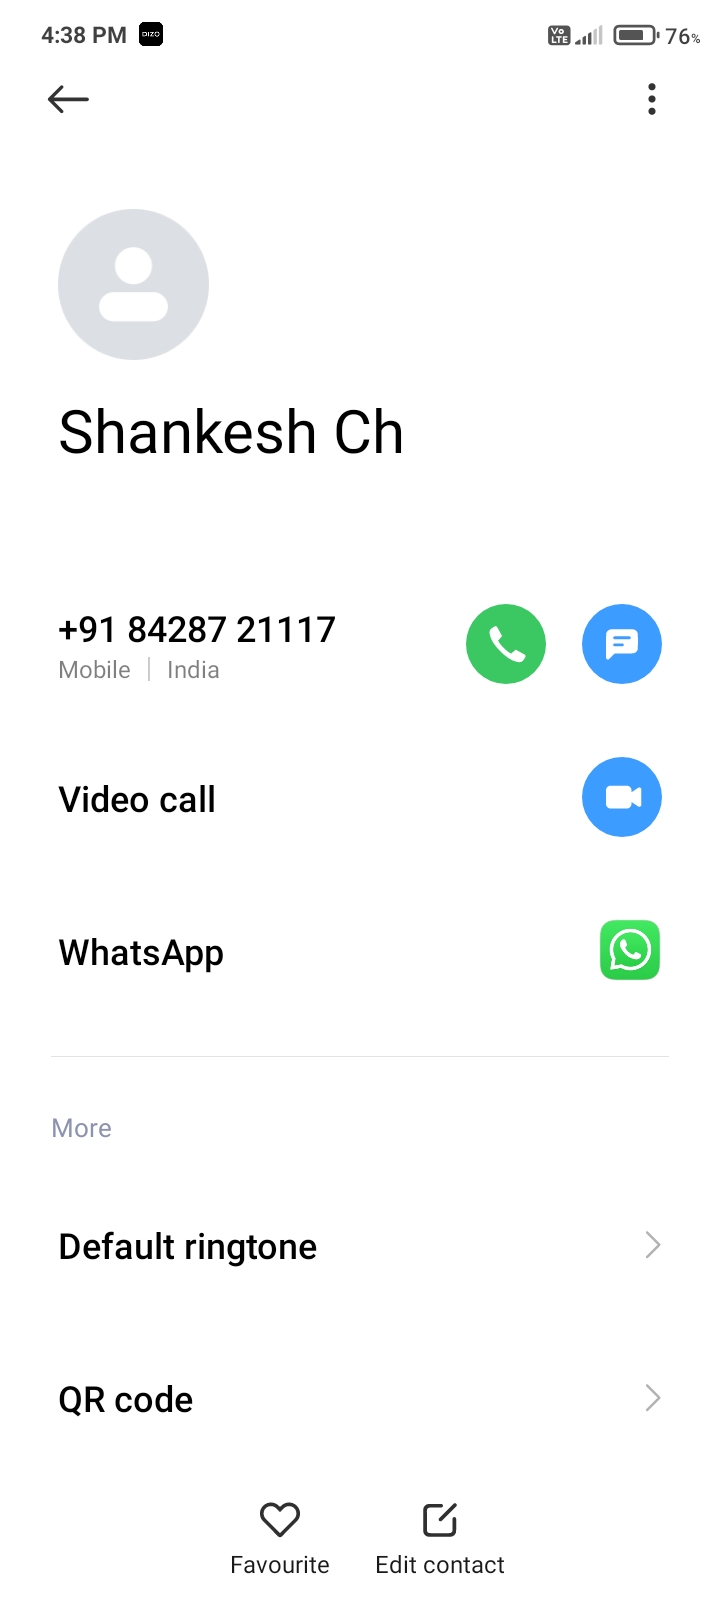 4:38 PM DIZO Vo LTE 76%
Shankesh Ch
+91 84287 21117
Mobile | India
Video call
WhatsApp
More
Default ringtone
QR code
Favourite Edit contact